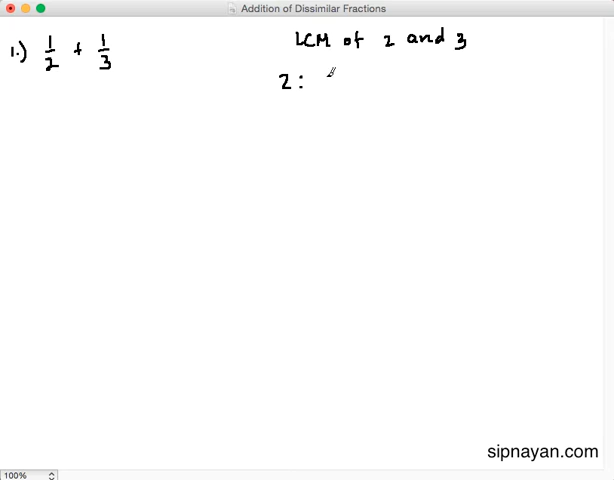 Addition of Dissimilar Fractions
1.) 1/2 + 1/3
LCM of 2 and 3
2:
sipnayan.com
100%